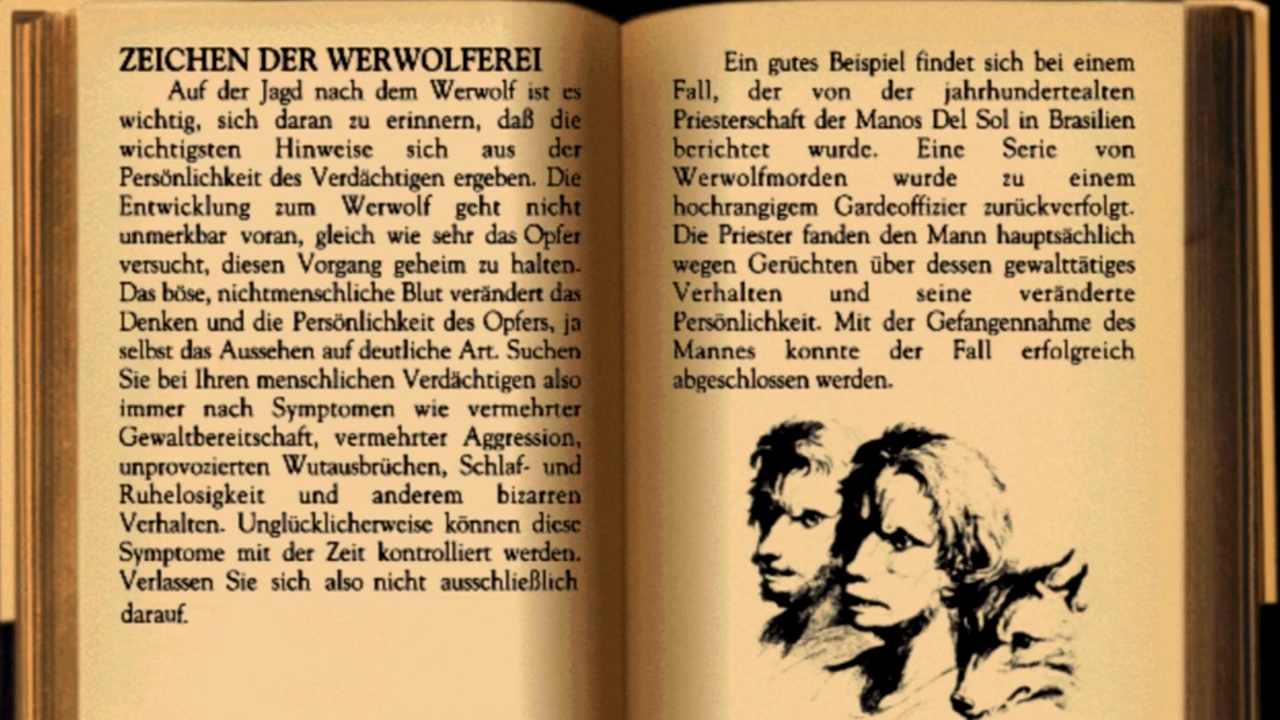 ZEICHEN DER WERWOLFEREI
Auf der Jagd nach dem Werwolf ist es
wichtig, sich daran zu erinnern, daß die
wichtigsten Hinweise sich aus der
Persönlichkeit des Verdächtigen ergeben. Die
Entwicklung zum Werwolf geht nicht
unmerkbar voran, gleich wie sehr das Opfer
versucht, diesen Vorgang geheim zu halten.
Das böse, nichtmenschliche Blut verändert das
Denken und die Persönlichkeit des Opfers, ja
selbst das Aussehen auf deutliche Art. Suchen
Sie bei Ihren menschlichen Verdächtigen also
immer nach Symptomen wie vermehrter
Gewaltbereitschaft, vermehrter Aggression,
unprovozierten Wutausbrüchen, Schlaf- und
Ruhelosigkeit und anderem bizarren
Verhalten. Unglücklicherweise können diese
Symptome mit der Zeit kontrolliert werden.
Verlassen Sie sich also nicht ausschließlich
darauf.
Ein gutes Beispiel findet sich bei einem
Fall, der von der jahrhundertealten
Priesterschaft der Manos Del Sol in Brasilien
berichtet wurde. Eine Serie von
Werwolfmorden wurde zu einem
hochrangigem Gardeoffizier zurückverfolgt.
Die Priester fanden den Mann hauptsächlich
wegen Gerüchten über dessen gewalttätiges
Verhalten und seine veränderte
Persönlichkeit. Mit der Gefangennahme des
Mannes konnte der Fall erfolgreich
abgeschlossen werden.